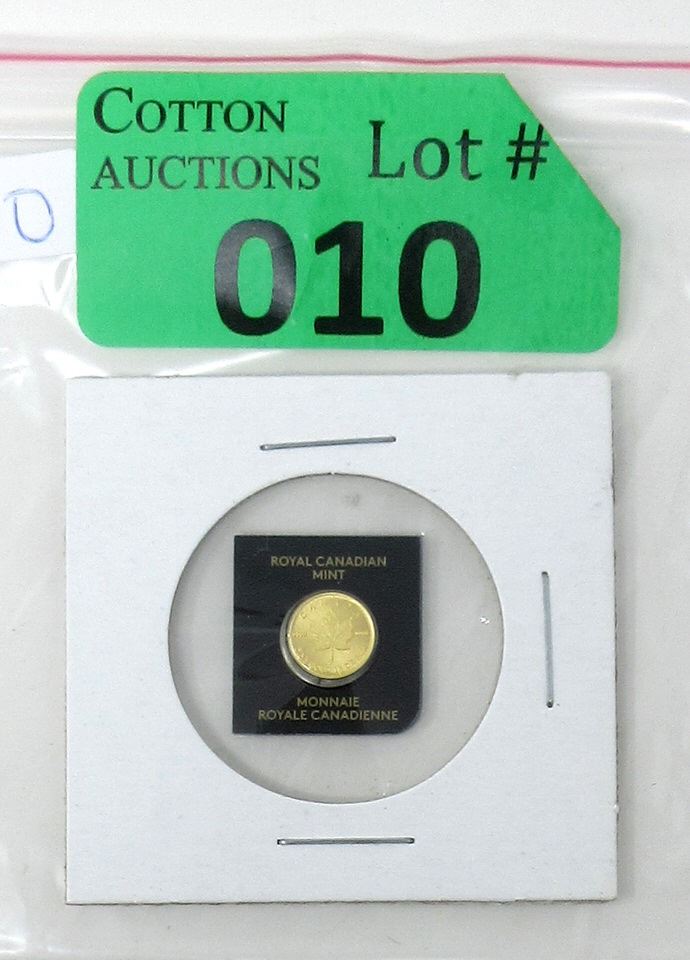 COTTON
AUCTIONS
Lot #
010
ROYAL CANADIAN
MINT
MONNAIE
ROYALE CANADIENNE